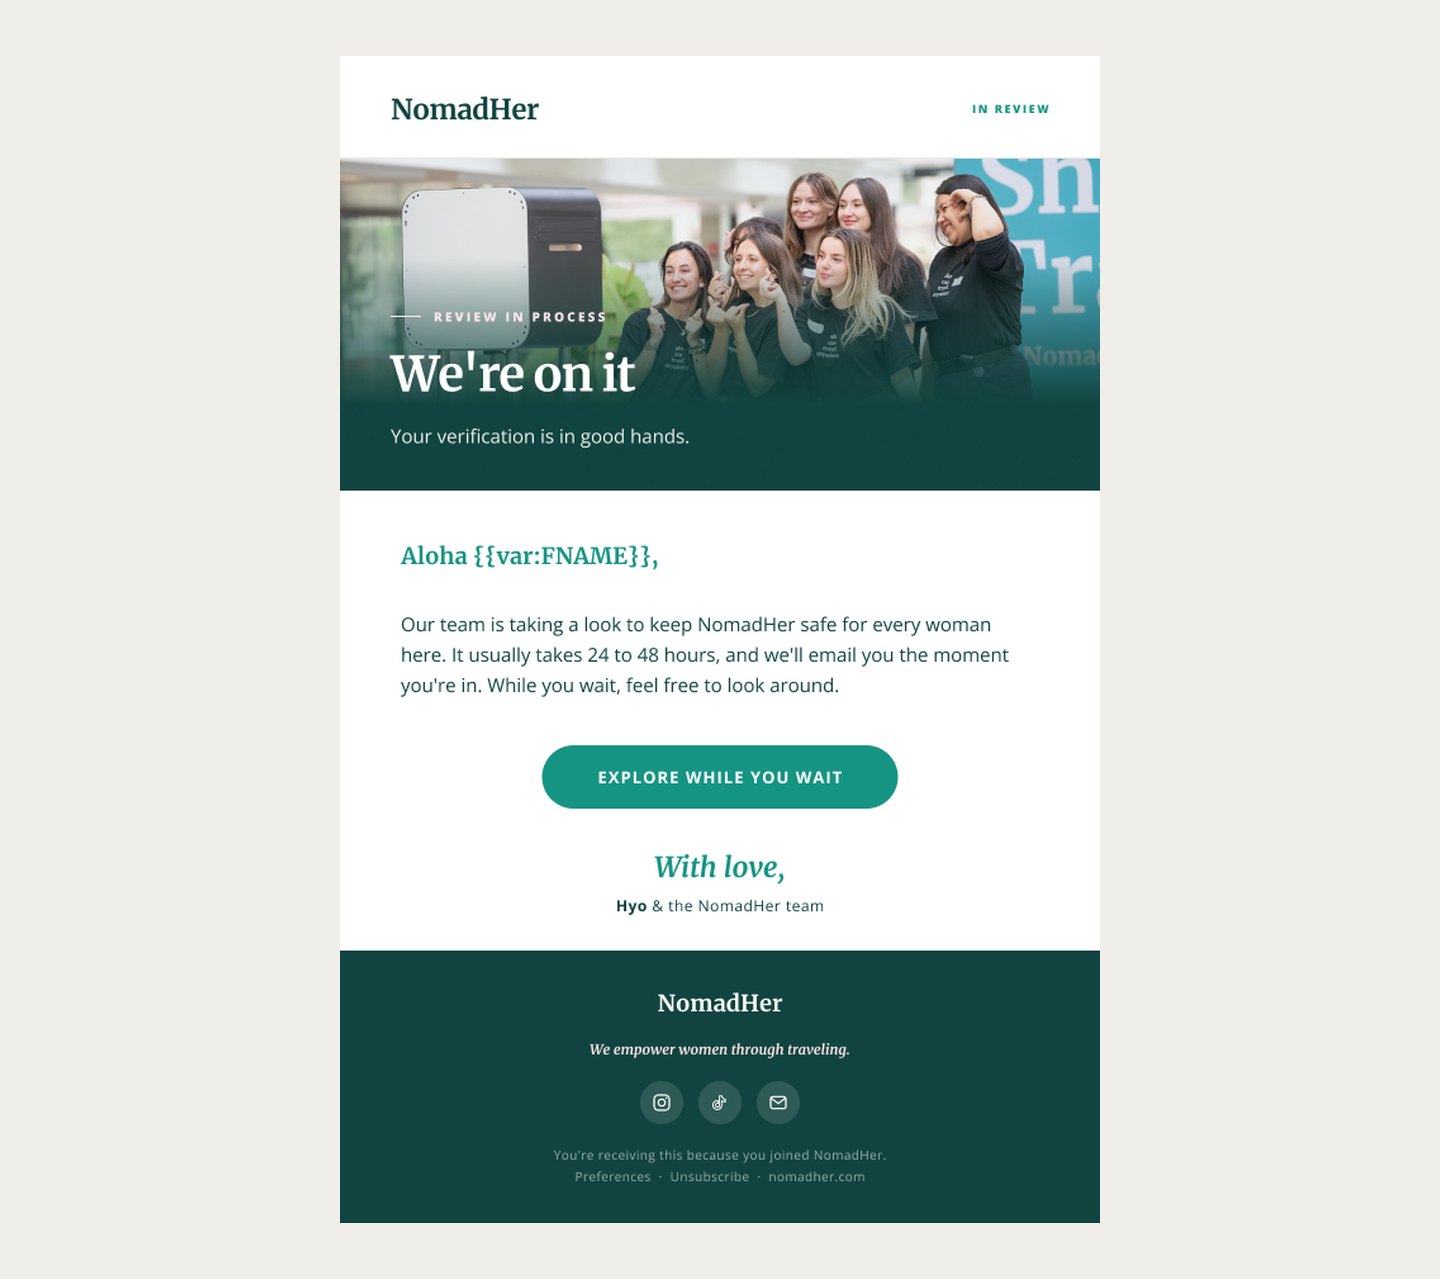 NomadHer
IN REVIEW
Sh
Tra
Nomad
REVIEW IN PROCESS
We're on it
Your verification is in good hands.
Aloha {{var:FNAME}},
Our team is taking a look to keep NomadHer safe for every woman
here. It usually takes 24 to 48 hours, and we'll email you the moment
you're in. While you wait, feel free to look around.
EXPLORE WHILE YOU WAIT
With love,
Hyo & the NomadHer team
NomadHer
We empower women through traveling.
You're receiving this because you joined NomadHer.
Preferences · Unsubscribe · nomadher.com